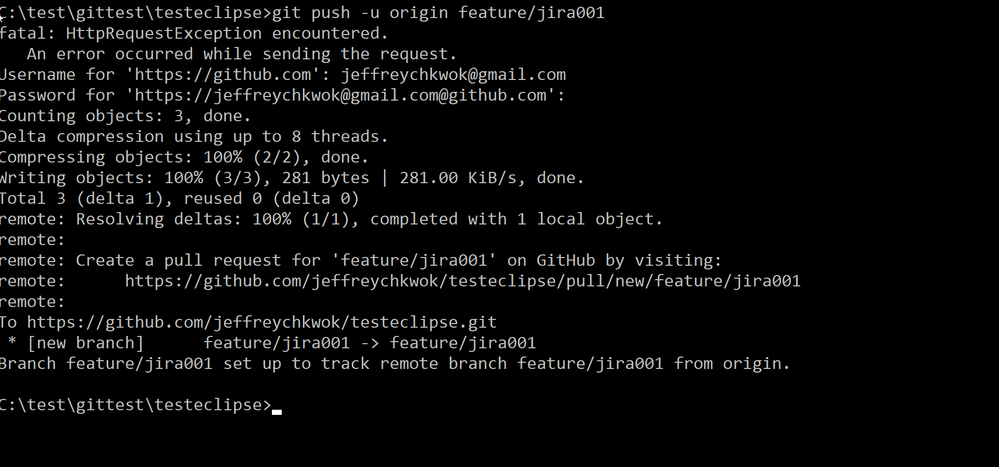 C:\test\gittest\testeclipse>git push -u origin feature/jira001
fatal: HttpRequestException encountered.
   An error occurred while sending the request.
Username for 'https://github.com': jeffreychkwok@gmail.com
Password for 'https://jeffreychkwok@gmail.com@github.com':
Counting objects: 3, done.
Delta compression using up to 8 threads.
Compressing objects: 100% (2/2), done.
Writing objects: 100% (3/3), 281 bytes | 281.00 KiB/s, done.
Total 3 (delta 1), reused 0 (delta 0)
remote: Resolving deltas: 100% (1/1), completed with 1 local object.
remote:
remote: Create a pull request for 'feature/jira001' on GitHub by visiting:
remote:      https://github.com/jeffreychkwok/testeclipse/pull/new/feature/jira001
remote:
To https://github.com/jeffreychkwok/testeclipse.git
 * [new branch]      feature/jira001 -> feature/jira001
Branch feature/jira001 set up to track remote branch feature/jira001 from origin.
C:\test\gittest\testeclipse>